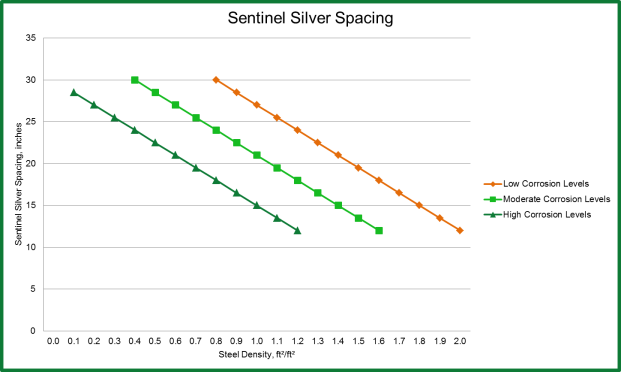 Sentinel Silver Spacing
35
30
25
20
15
10
5
0
Sentinel Silver Spacing, inches
0.0 0.1 0.2 0.3 0.4 0.5 0.6 0.7 0.8 0.9 1.0 1.1 1.2 1.3 1.4 1.5 1.6 1.7 1.8 1.9 2.0
Steel Density, ft²/ft²
Low Corrosion Levels
Moderate Corrosion Levels
High Corrosion Levels